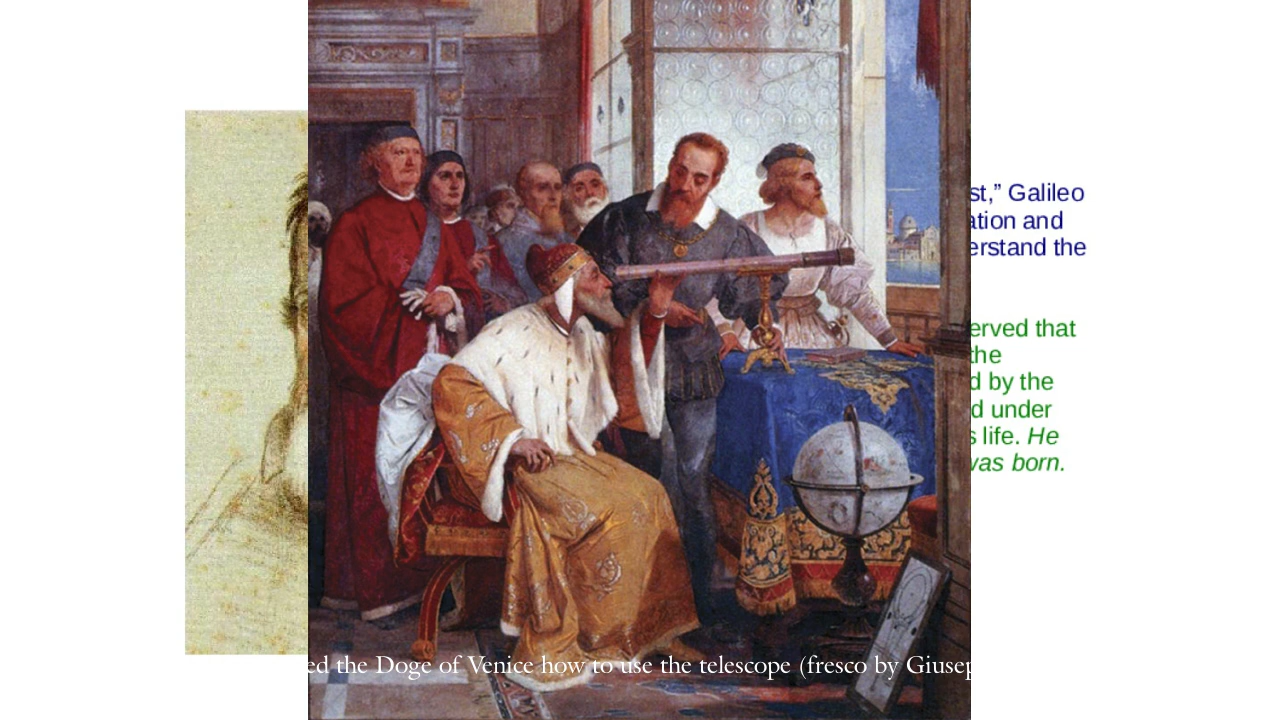 st,” Galileo
ation and
erstand the
erved that
the
d by the
d under
s life. He
was born.
ed the Doge of Venice how to use the telescope (fresco by Giusep